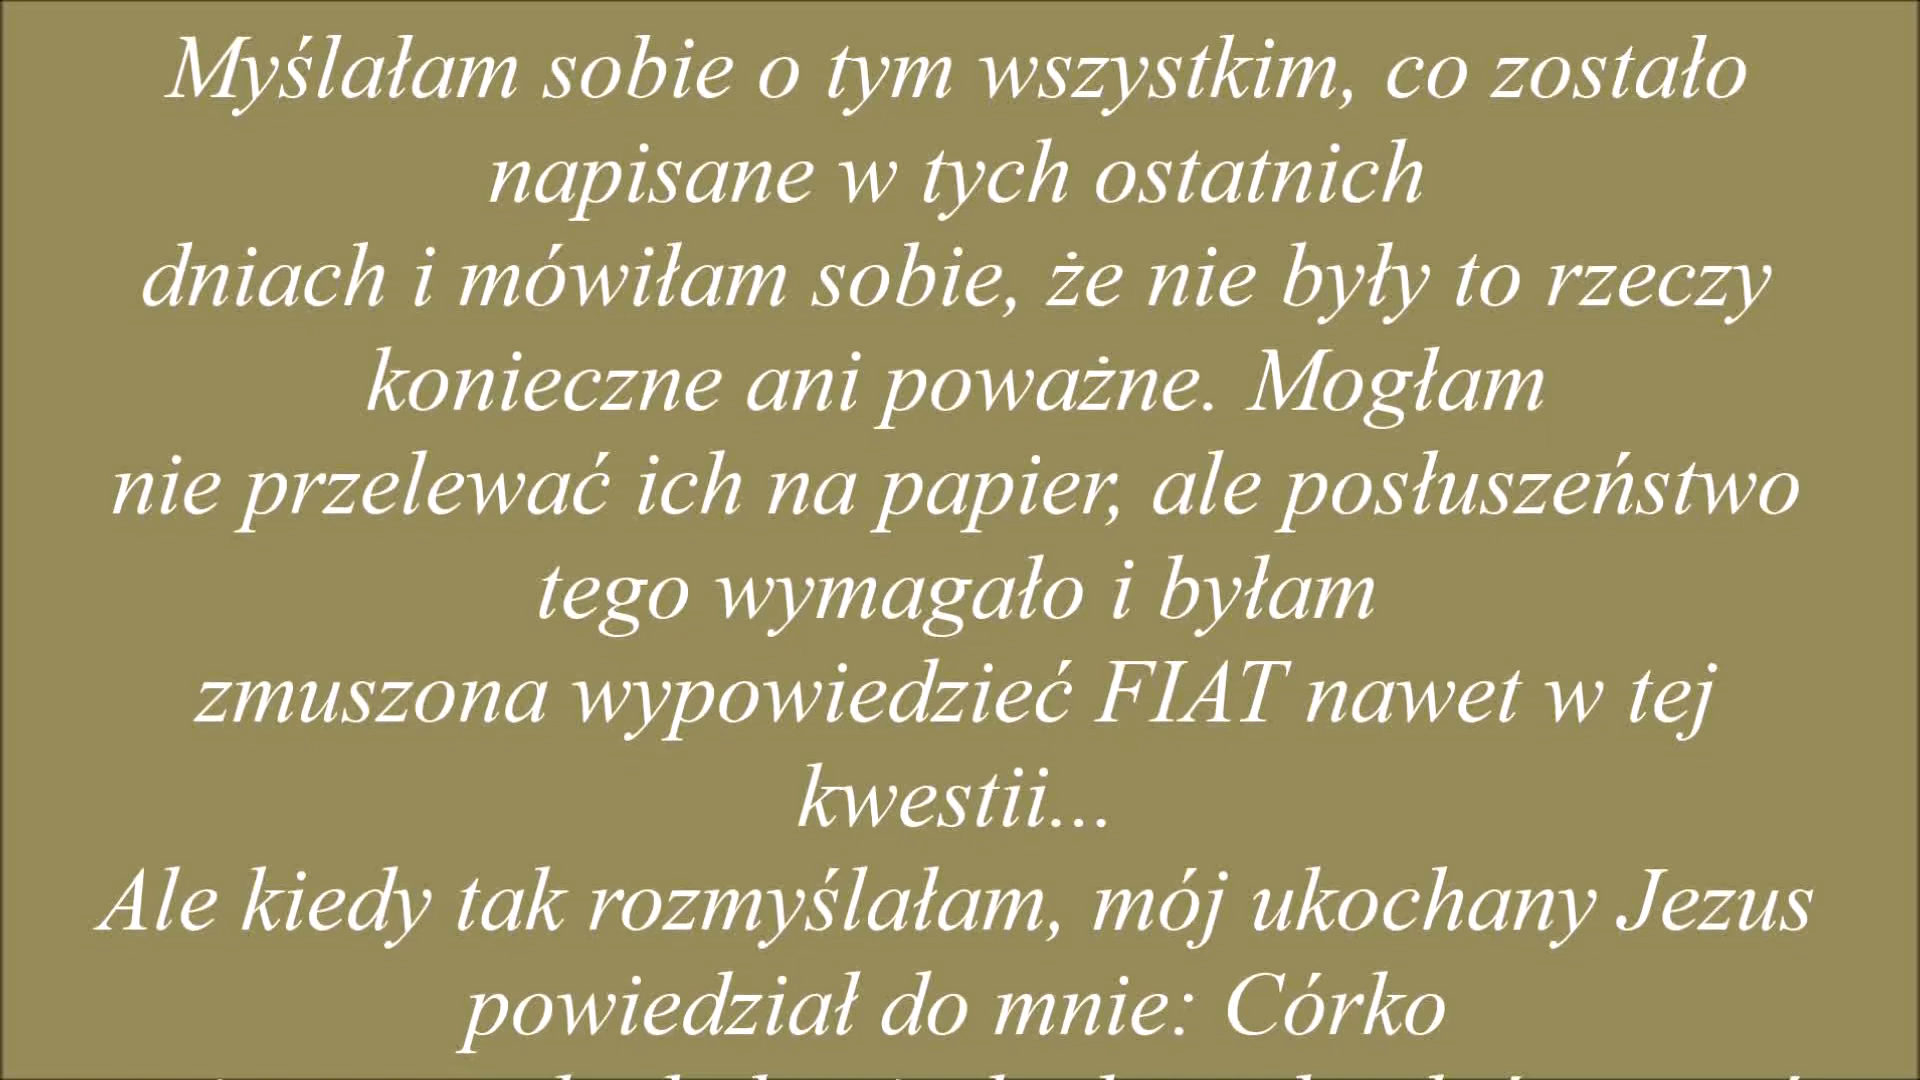 Myślałam sobie o tym wszystkim, co zostało
napisane w tych ostatnich
dniach i mówiłam sobie, że nie były to rzeczy
konieczne ani poważne. Mogłam
nie przelewać ich na papier, ale posłuszeństwo
tego wymagało i byłam
zmuszona wypowiedzieć FIAT nawet w tej
kwestii...
Ale kiedy tak rozmyślałam, mój ukochany Jezus
powiedział do mnie: Córko